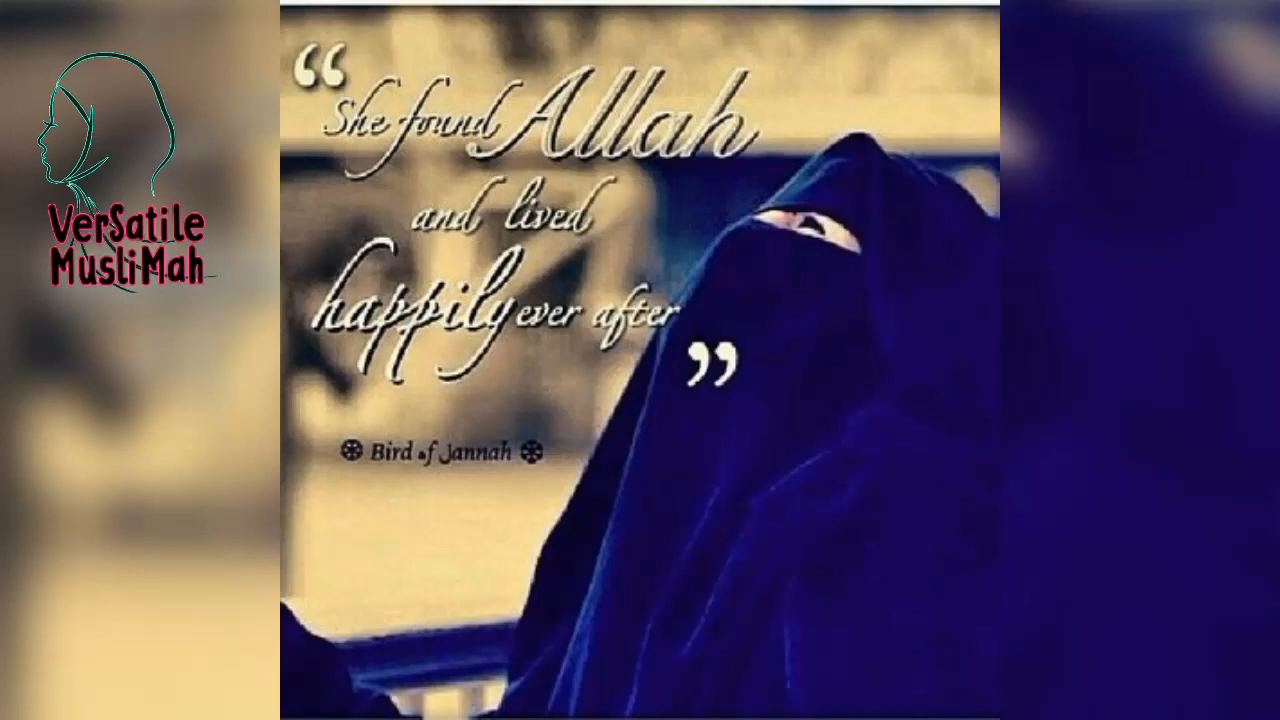 VerSatile
MusliMah
“She found Allah
and lived
happily ever after”
Bird of Jannah